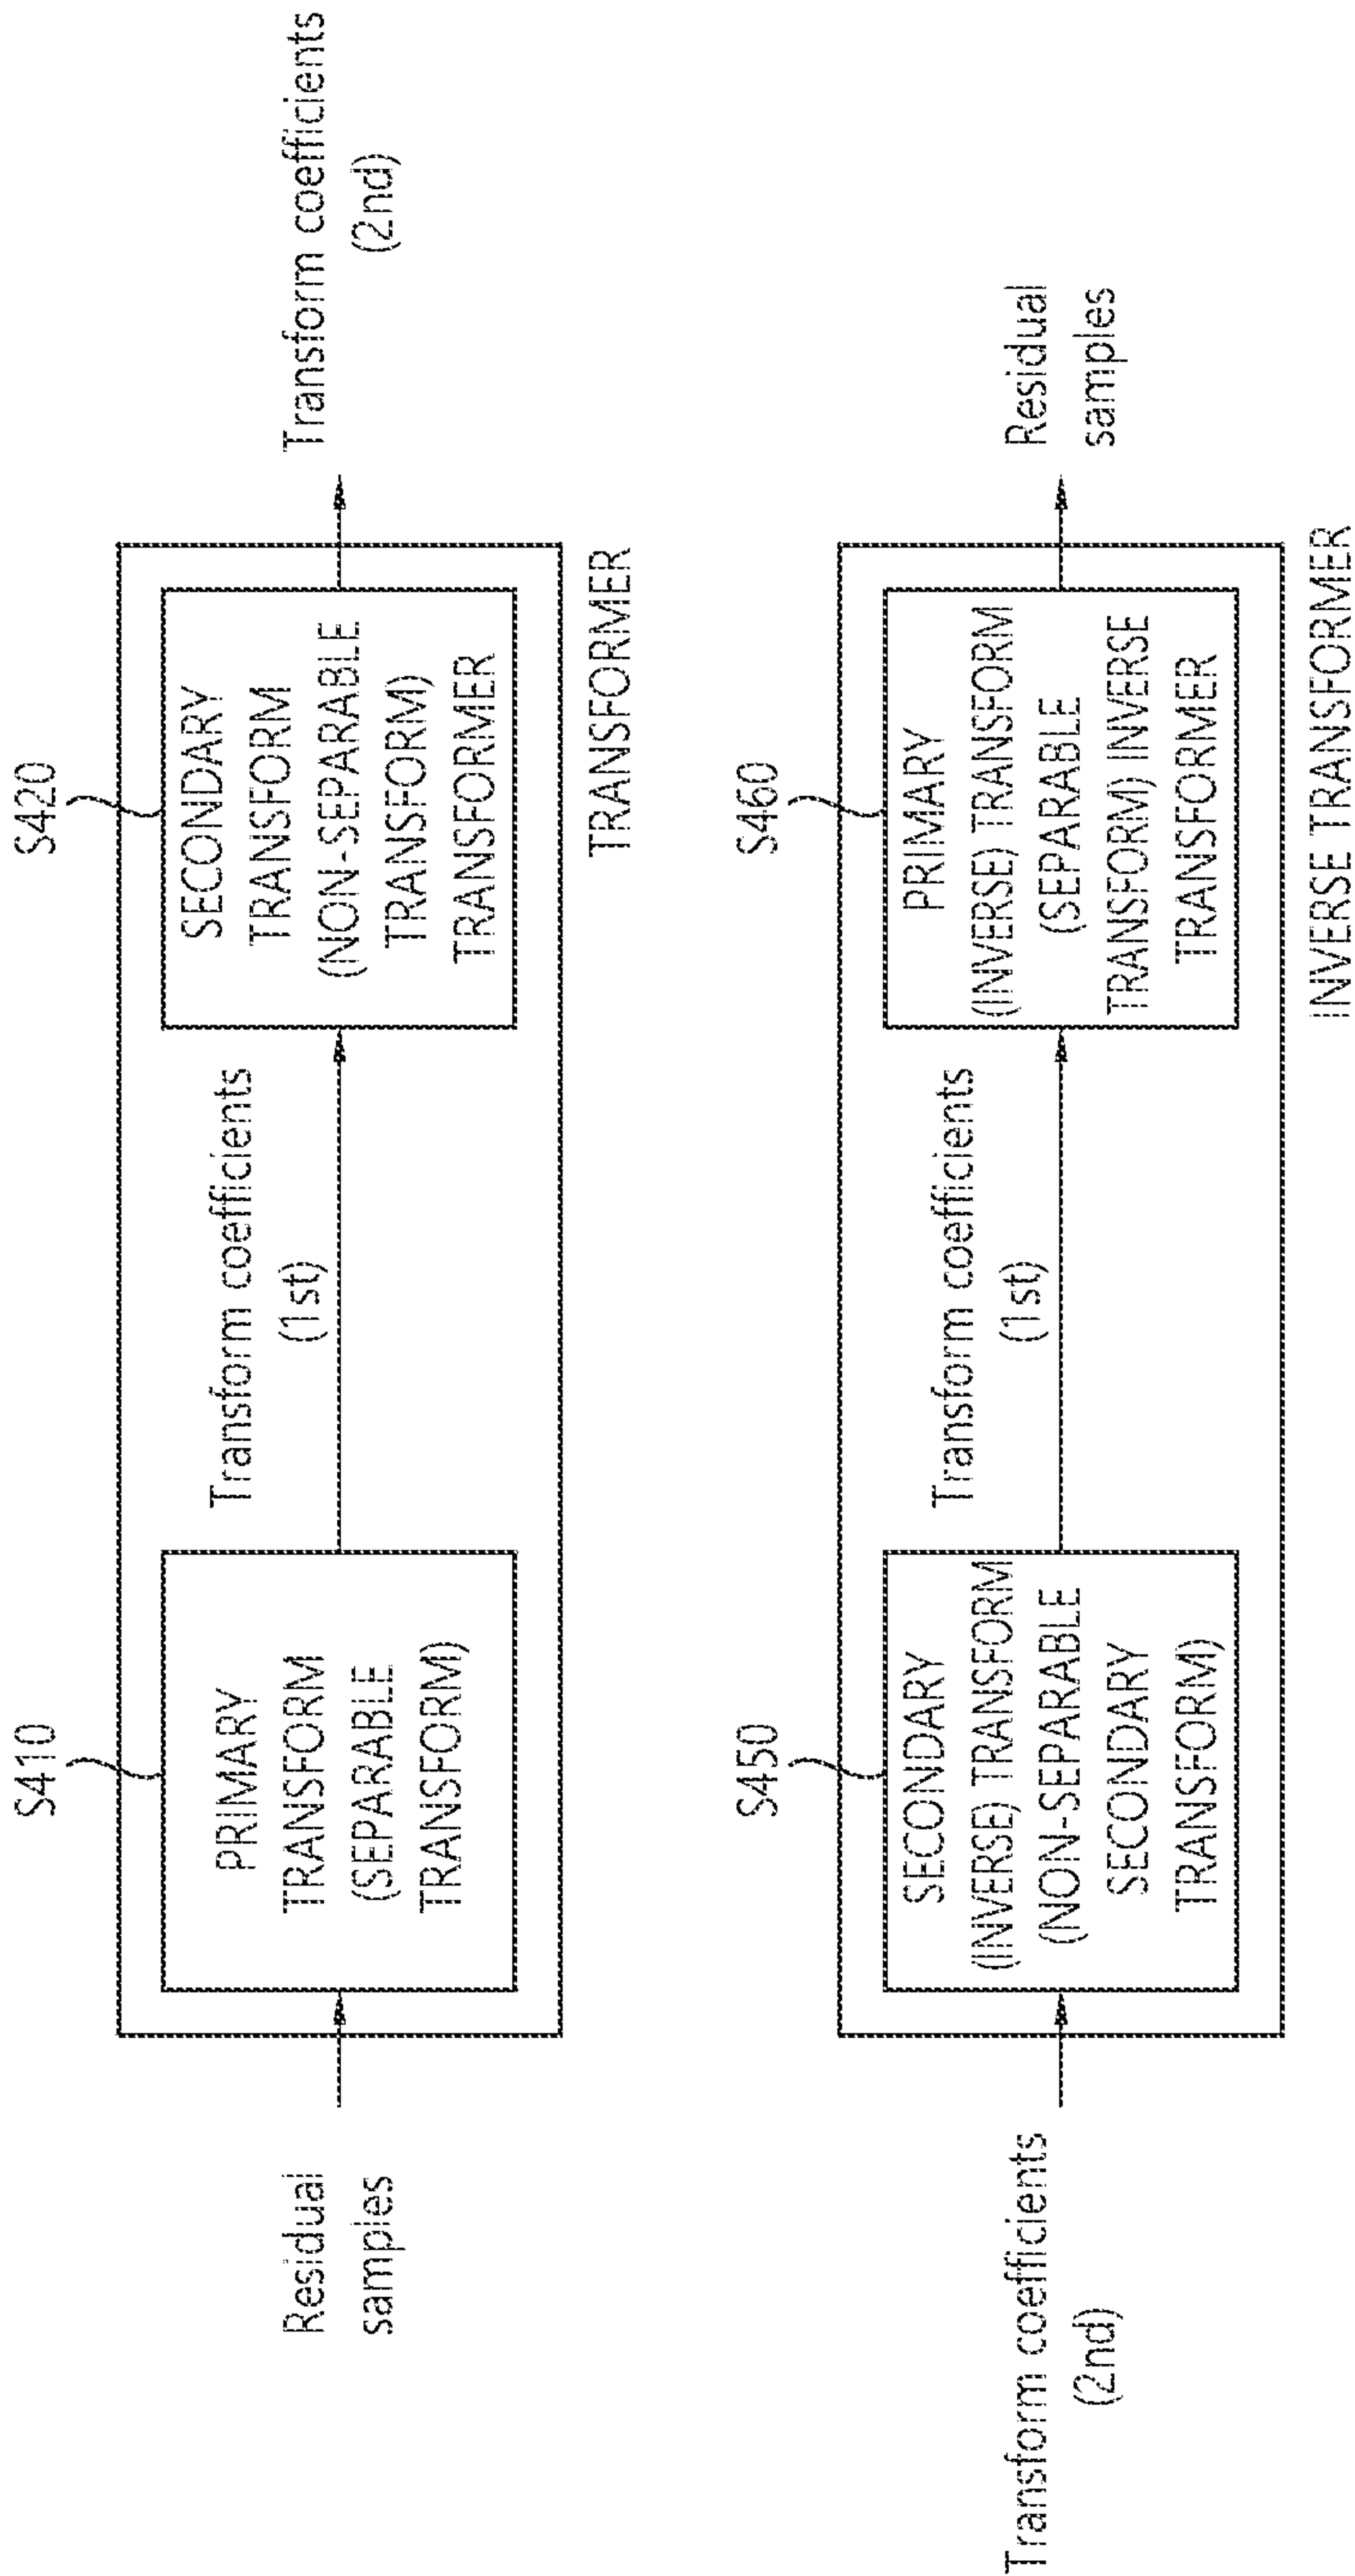 S410
S420
Residual
samples
PRIMARY
TRANSFORM
(SEPARABLE
TRANSFORM)
Transform coefficients
(1st)
SECONDARY
TRANSFORM
(NON-SEPARABLE
TRANSFORM)
TRANSFORMER
Transform coefficients
(2nd)
TRANSFORMER
S450
S460
Transform coefficients
(2nd)
SECONDARY
(INVERSE) TRANSFORM
(NON-SEPARABLE
SECONDARY
TRANSFORM)
Transform coefficients
(1st)
PRIMARY
(INVERSE) TRANSFORM
(SEPARABLE
TRANSFORM) INVERSE
TRANSFORMER
Residual
samples
INVERSE TRANSFORMER